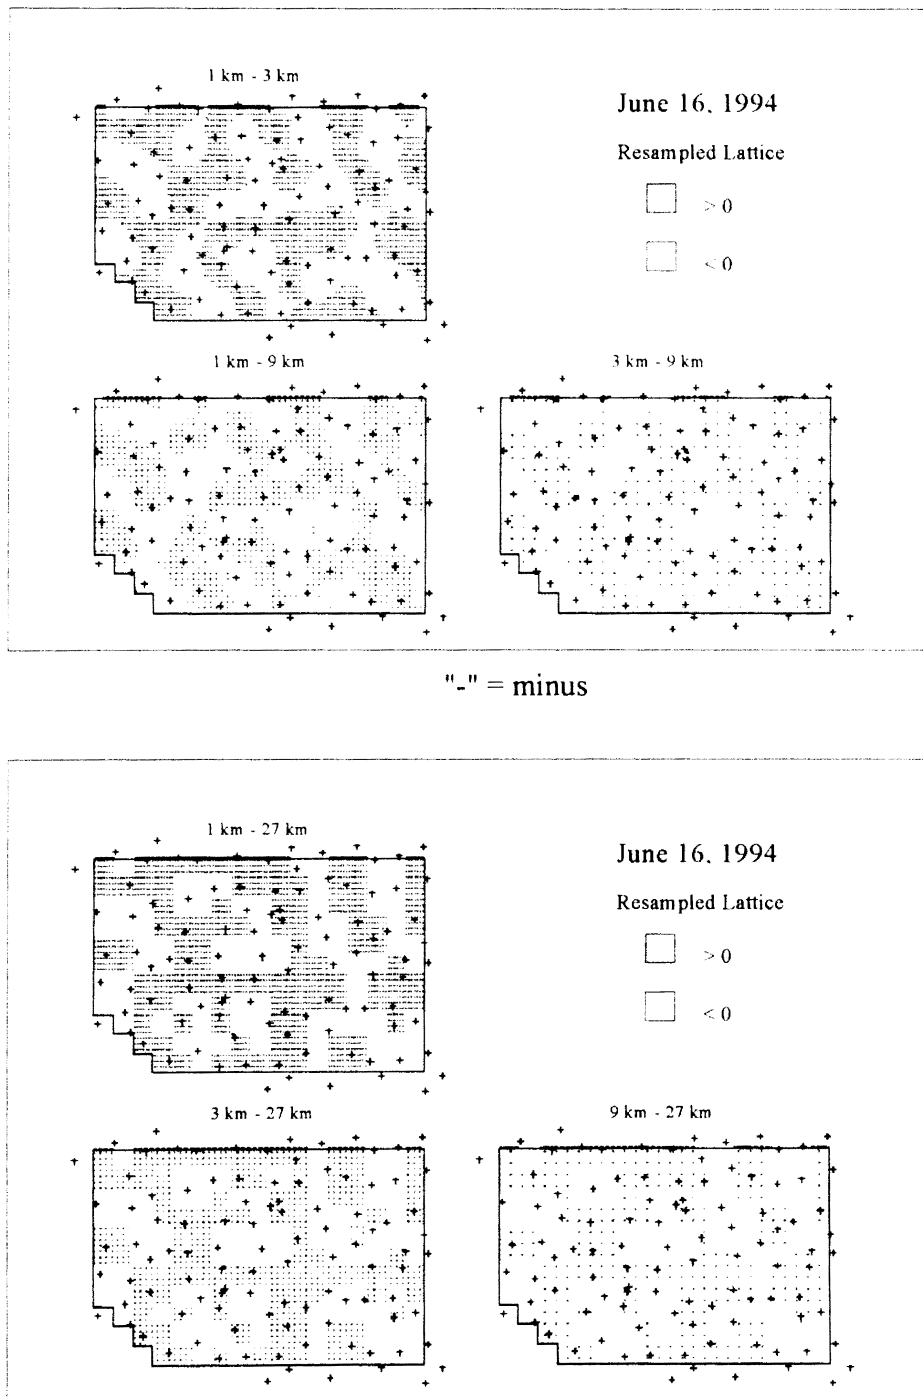 1 km - 3 km
June 16, 1994
Resampled Lattice
> 0
< 0
1 km - 9 km
3 km - 9 km
"-" = minus
1 km - 27 km
June 16, 1994
Resampled Lattice
> 0
< 0
3 km - 27 km
9 km - 27 km